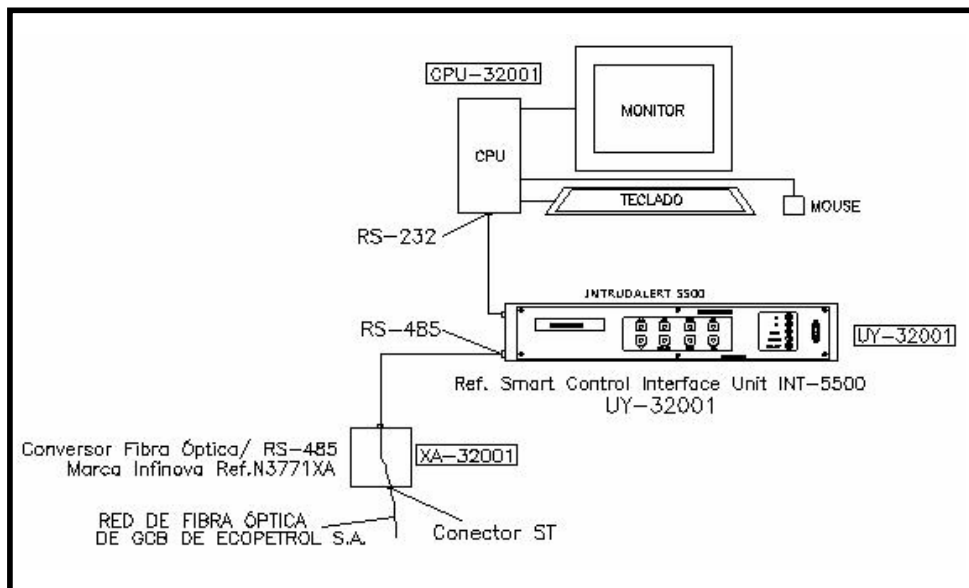 CPU-32001
MONITOR
CPU
TECLADO
MOUSE
RS-232
INTRUDALERT 5500
RS-485
UY-32001
Ref. Smart Control Interface Unit INT-5500
UY-32001
Conversor Fibra Óptica/ RS-485
Marca Infinova Ref.N3771XA
XA-32001
RED DE FIBRA ÓPTICA
DE GCB DE ECOPETROL S.A.
Conector ST